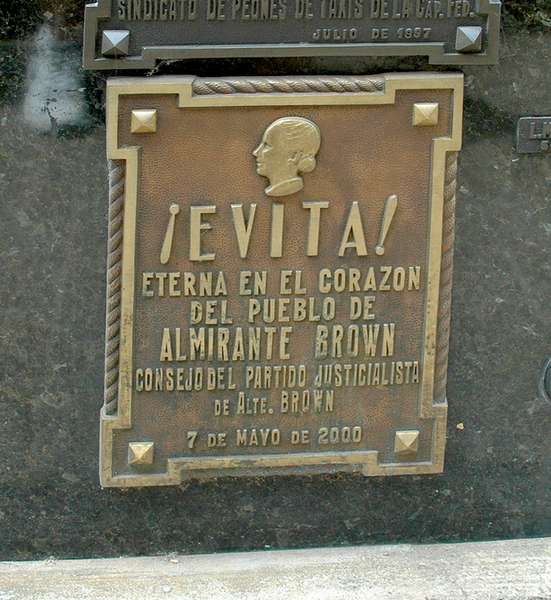 SINDICATO DE PEONES DE TAXIS DE LA CAP. FED.
JULIO DE 1997
¡EVITA!
ETERNA EN EL CORAZON
DEL PUEBLO DE
ALMIRANTE BROWN
CONSEJO DEL PARTIDO JUSTICIALISTA
DE ALTE. BROWN
7 DE MAYO DE 2000